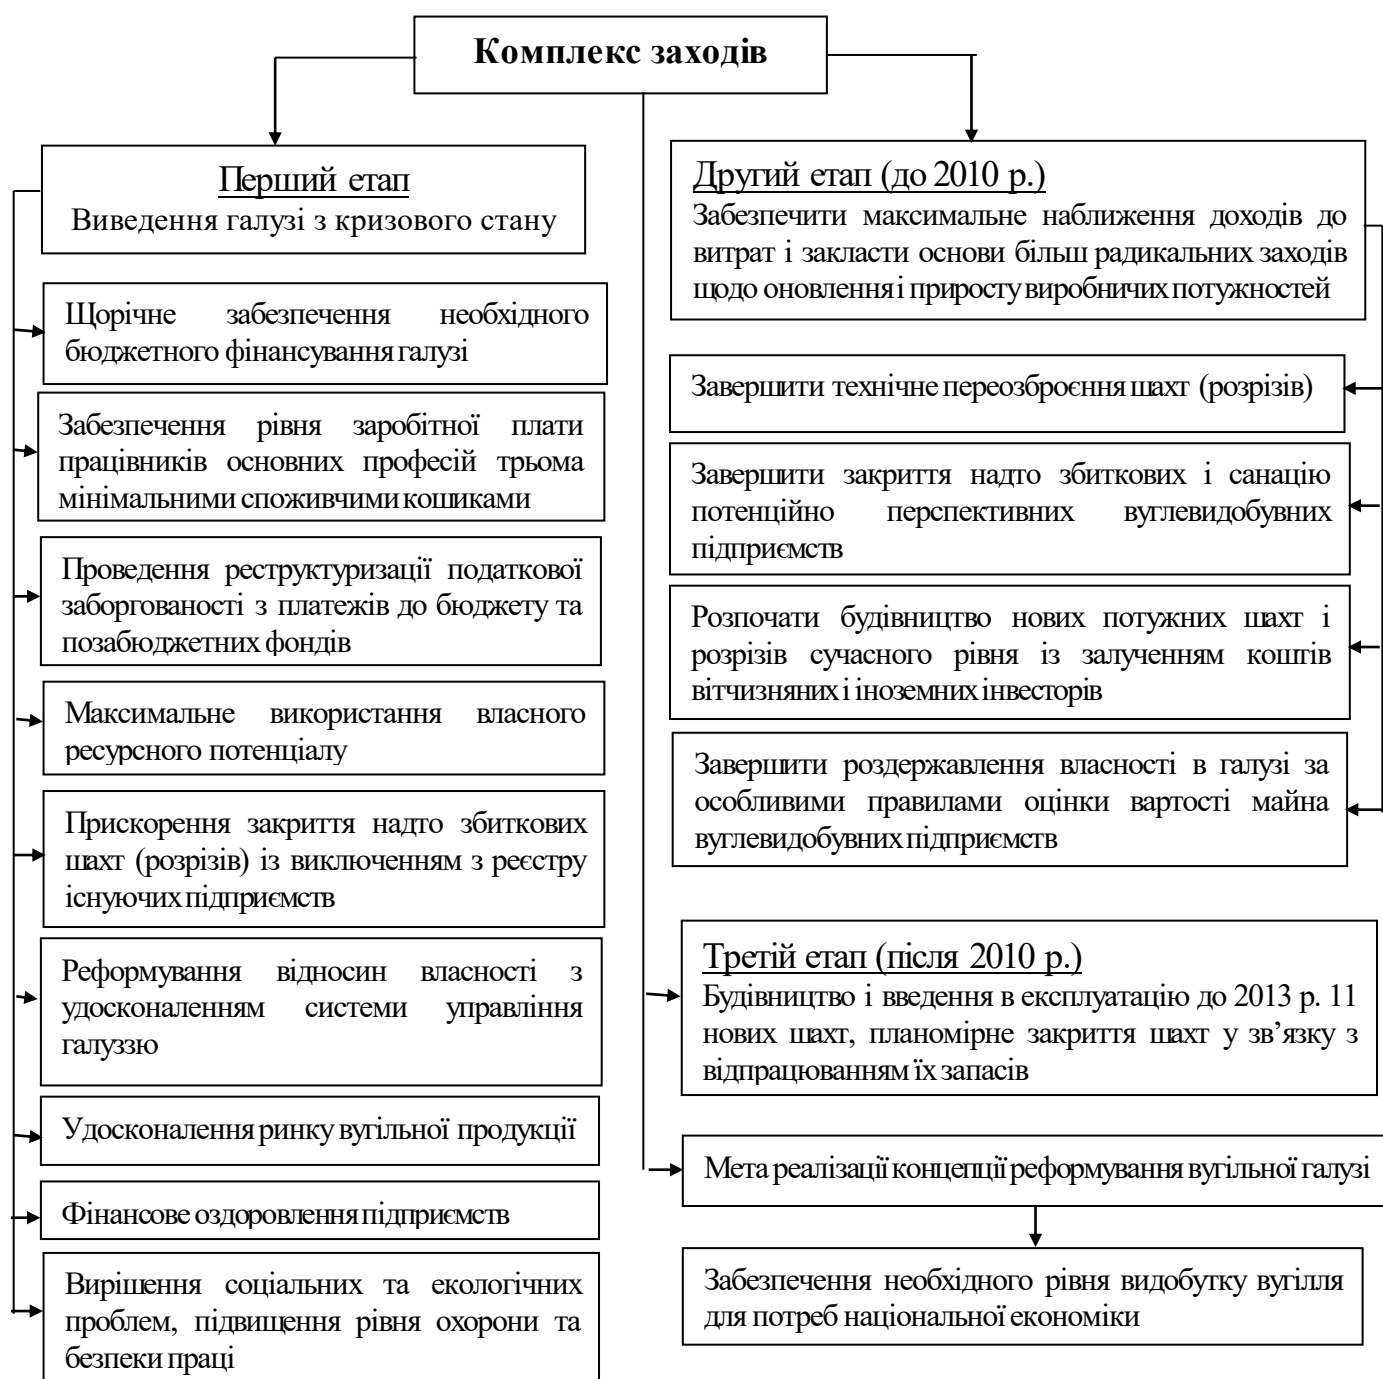 Комплекс заходів
Перший етап
Виведення галузі з кризового стану
Щорічне забезпечення необхідного
бюджетного фінансування галузі
Забезпечення рівня заробітної плати
працівників основних професій трьома
мінімальними споживчими кошиками
Проведення реструктуризації податкової
заборгованості з платежів до бюджету та
позабюджетних фондів
Максимальне використання власного
ресурсного потенціалу
Прискорення закриття надто збиткових
шахт (розрізів) із виключенням з реєстру
існуючих підприємств
Реформування відносин власності з
удосконаленням системи управління
галуззю
Удосконалення ринку вугільної продукції
Фінансове оздоровлення підприємств
Вирішення соціальних та екологічних
проблем, підвищення рівня охорони та
безпеки праці
Другий етап (до 2010 р.)
Забезпечити максимальне наближення доходів до
витрат і закласти основи більш радикальних заходів
щодо оновлення і приросту виробничих потужностей
Завершити технічне переозброєння шахт (розрізів)
Завершити закриття надто збиткових і санацію
потенційно перспективних вуглевидобувних
підприємств
Розпочати будівництво нових потужних шахт і
розрізів сучасного рівня із залученням коштів
вітчизняних і іноземних інвесторів
Завершити роздержавлення власності в галузі за
особливими правилами оцінки вартості майна
вуглевидобувних підприємств
Третій етап (після 2010 р.)
Будівництво і введення в експлуатацію до 2013 р. 11
нових шахт, планомірне закриття шахт у зв’язку з
відпрацюванням їх запасів
Мета реалізації концепції реформування вугільної галузі
Забезпечення необхідного рівня видобутку вугілля
для потреб національної економіки